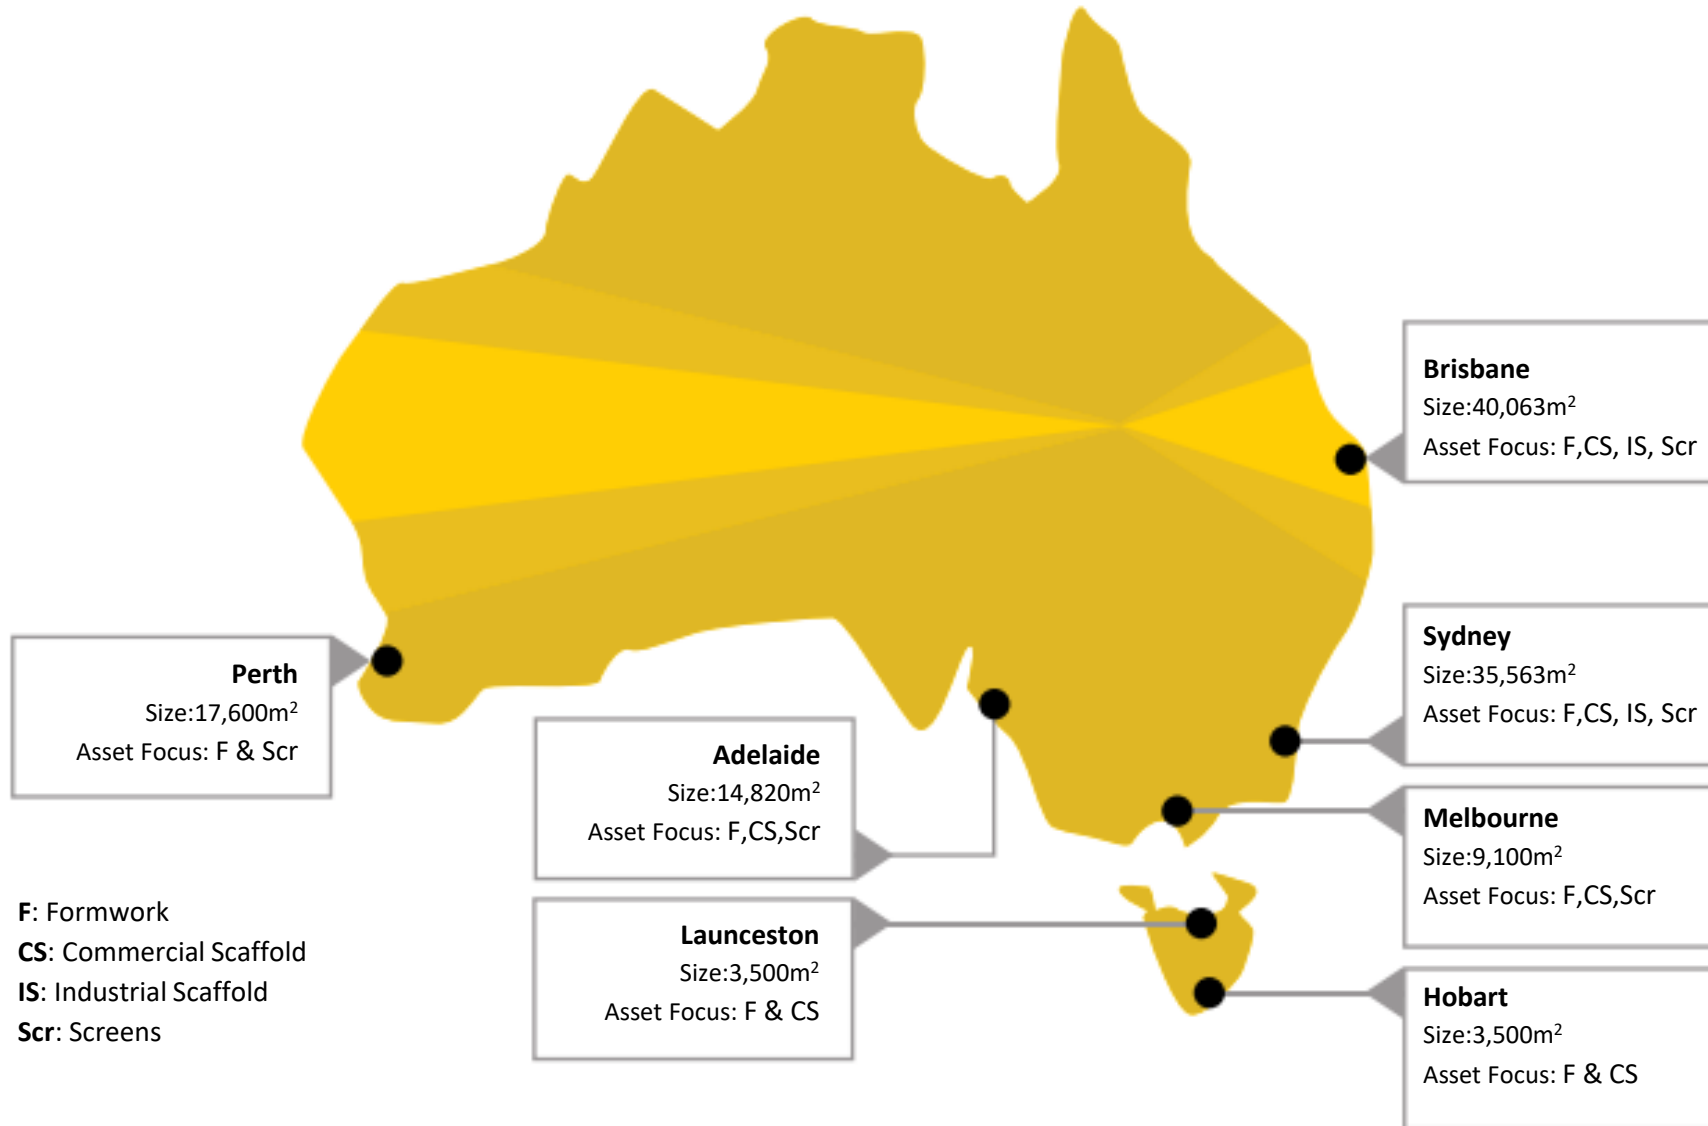 Brisbane
Size:40,063m²
Asset Focus: F,CS, IS, Scr
Sydney
Size:35,563m²
Asset Focus: F,CS, IS, Scr
Perth
Size:17,600m²
Asset Focus: F & Scr
Adelaide
Size:14,820m²
Asset Focus: F,CS,Scr
Melbourne
Size:9,100m²
Asset Focus: F,CS,Scr
Launceston
Size:3,500m²
Asset Focus: F & CS
Hobart
Size:3,500m²
Asset Focus: F & CS
F: Formwork
CS: Commercial Scaffold
IS: Industrial Scaffold
Scr: Screens